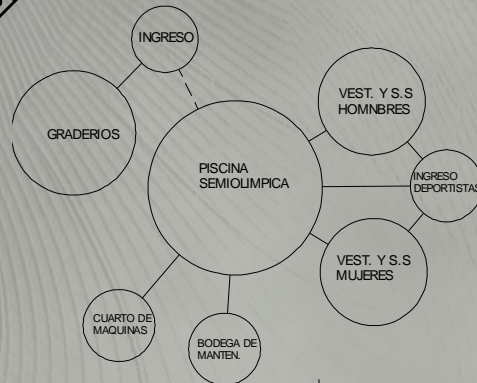 INGRESO
GRADERIOS
VEST. Y S.S
HOMNBRES
PISCINA
SEMIOLIMPICA
INGRESO
DEPORTISTAS
VEST. Y S.S
MUJERES
CUARTO DE
MAQUINAS
BODEGA DE
MANTEN.